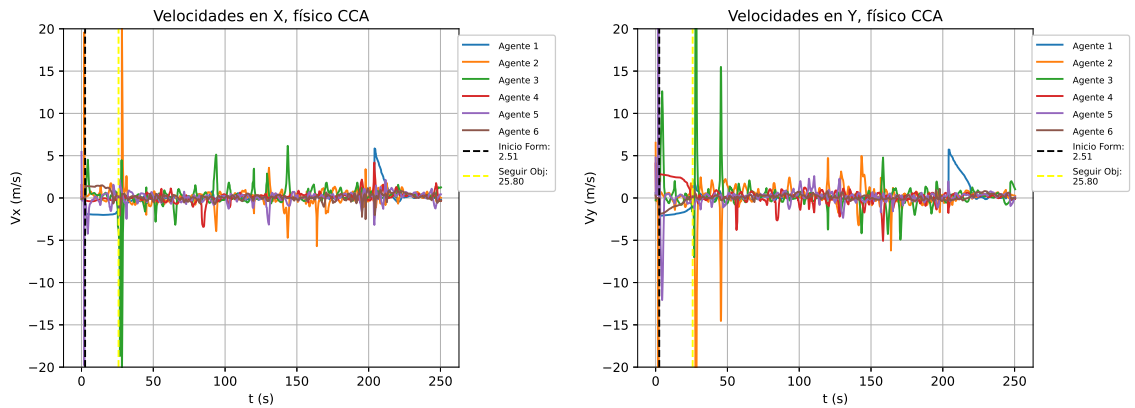 Velocidades en X, físico CCA
20
15
10
5
0
−5
−10
−15
−20
Vx (m/s)
0
50
100
150
200
250
t (s)
Agente 1
Agente 2
Agente 3
Agente 4
Agente 5
Agente 6
Inicio Form:
2.51
Seguir Obj:
25.80
Velocidades en Y, físico CCA
20
15
10
5
0
−5
−10
−15
−20
Vy (m/s)
0
50
100
150
200
250
t (s)
Agente 1
Agente 2
Agente 3
Agente 4
Agente 5
Agente 6
Inicio Form:
2.51
Seguir Obj:
25.80